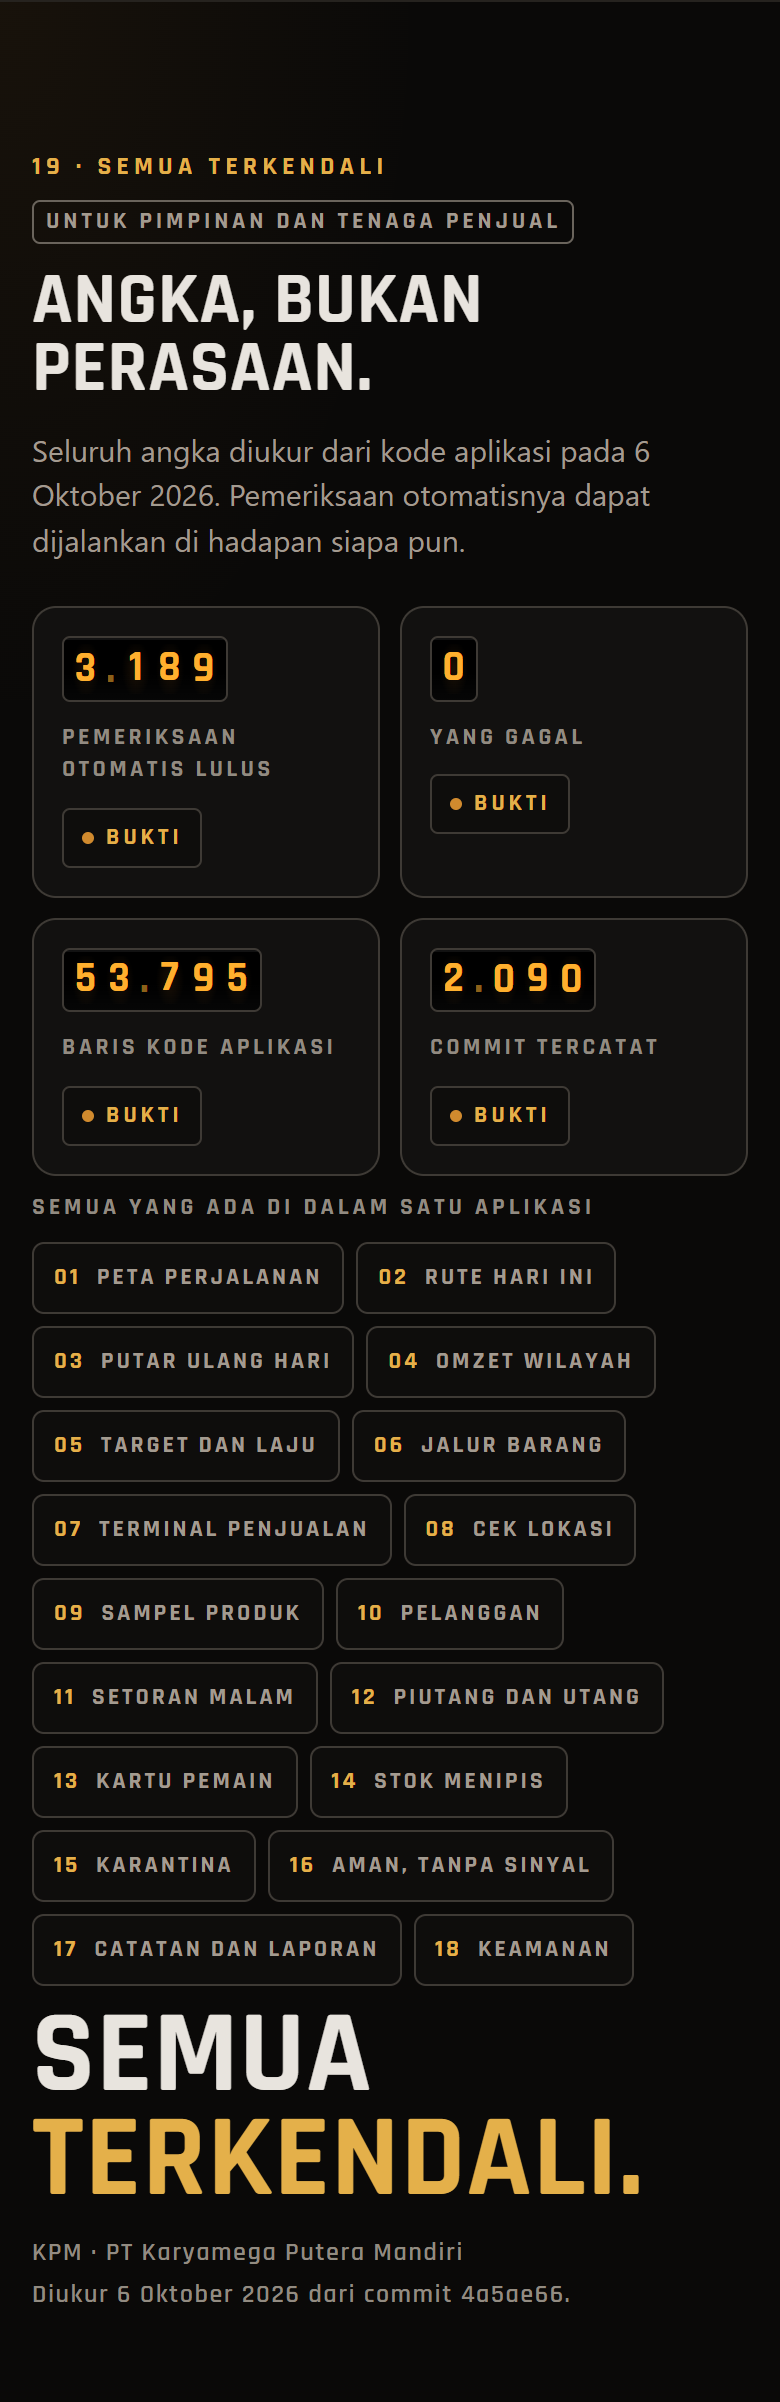 19 · SEMUA TERKENDALI
UNTUK PIMPINAN DAN TENAGA PENJUAL
ANGKA, BUKAN
PERASAAN.
Seluruh angka diukur dari kode aplikasi pada 6
Oktober 2026. Pemeriksaan otomatisnya dapat
dijalankan di hadapan siapa pun.
3.189
PEMERIKSAAN
OTOMATIS LULUS
BUKTI
0
YANG GAGAL
BUKTI
53.795
BARIS KODE APLIKASI
BUKTI
2.090
COMMIT TERCATAT
BUKTI
SEMUA YANG ADA DI DALAM SATU APLIKASI
01 PETA PERJALANAN
02 RUTE HARI INI
03 PUTAR ULANG HARI
04 OMZET WILAYAH
05 TARGET DAN LAJU
06 JALUR BARANG
07 TERMINAL PENJUALAN
08 CEK LOKASI
09 SAMPEL PRODUK
10 PELANGGAN
11 SETORAN MALAM
12 PIUTANG DAN UTANG
13 KARTU PEMAIN
14 STOK MENIPIS
15 KARANTINA
16 AMAN, TANPA SINYAL
17 CATATAN DAN LAPORAN
18 KEAMANAN
SEMUA
TERKENDALI.
KPM · PT Karyamega Putera Mandiri
Diukur 6 Oktober 2026 dari commit 4a5ae66.